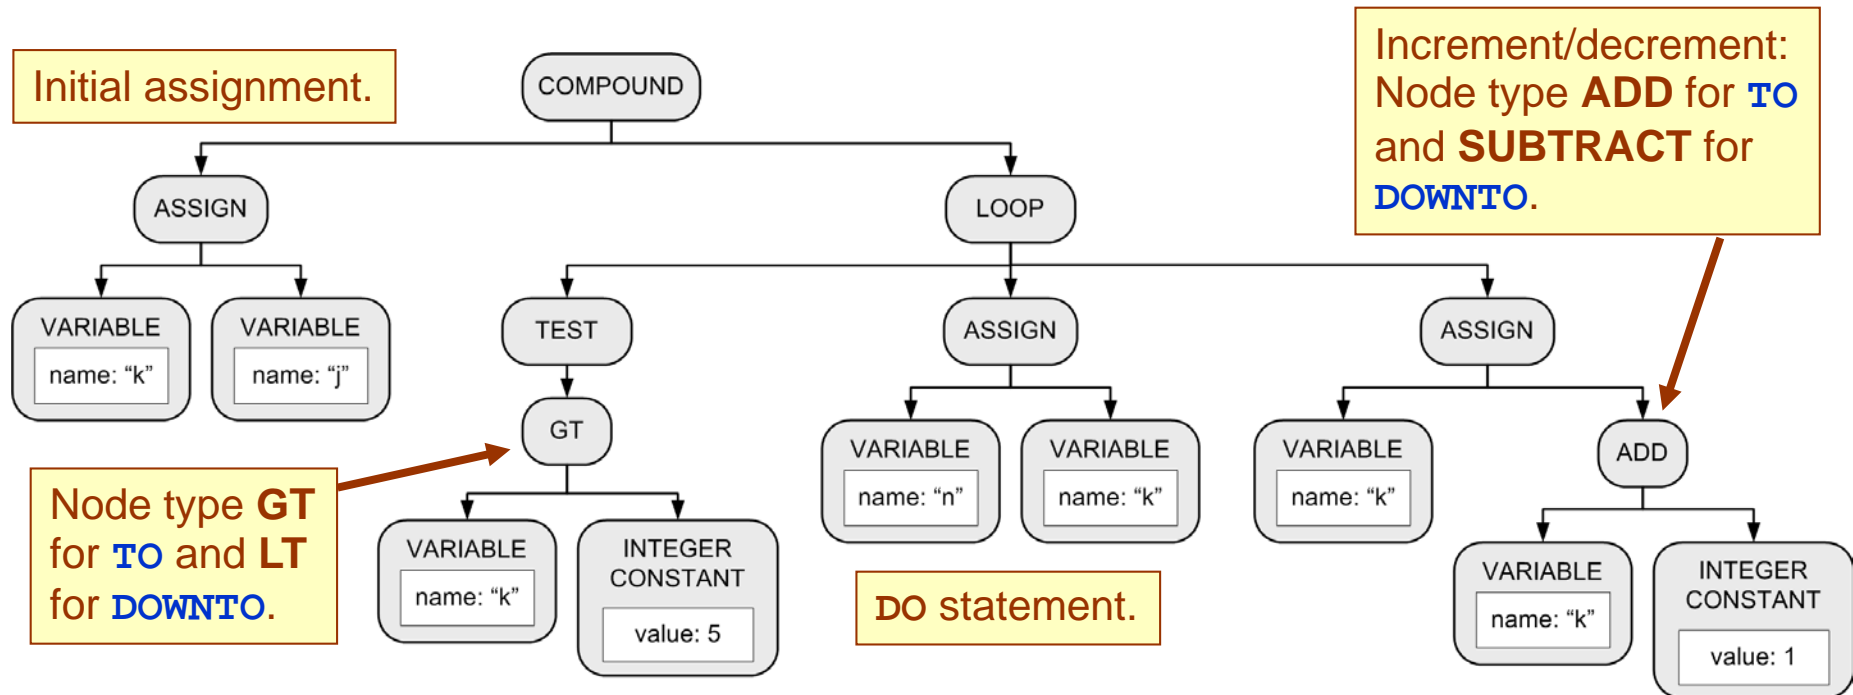 Initial assignment.
COMPOUND
Increment/decrement:
Node type ADD for TO
and SUBTRACT for
DOWNTO.
ASSIGN
LOOP
VARIABLE
name: “k”
VARIABLE
name: “j”
TEST
ASSIGN
ASSIGN
GT
VARIABLE
name: “n”
VARIABLE
name: “k”
VARIABLE
name: “k”
ADD
Node type GT
for TO and LT
for DOWNTO.
VARIABLE
name: “k”
INTEGER
CONSTANT
value: 5
DO statement.
VARIABLE
name: “k”
INTEGER
CONSTANT
value: 1